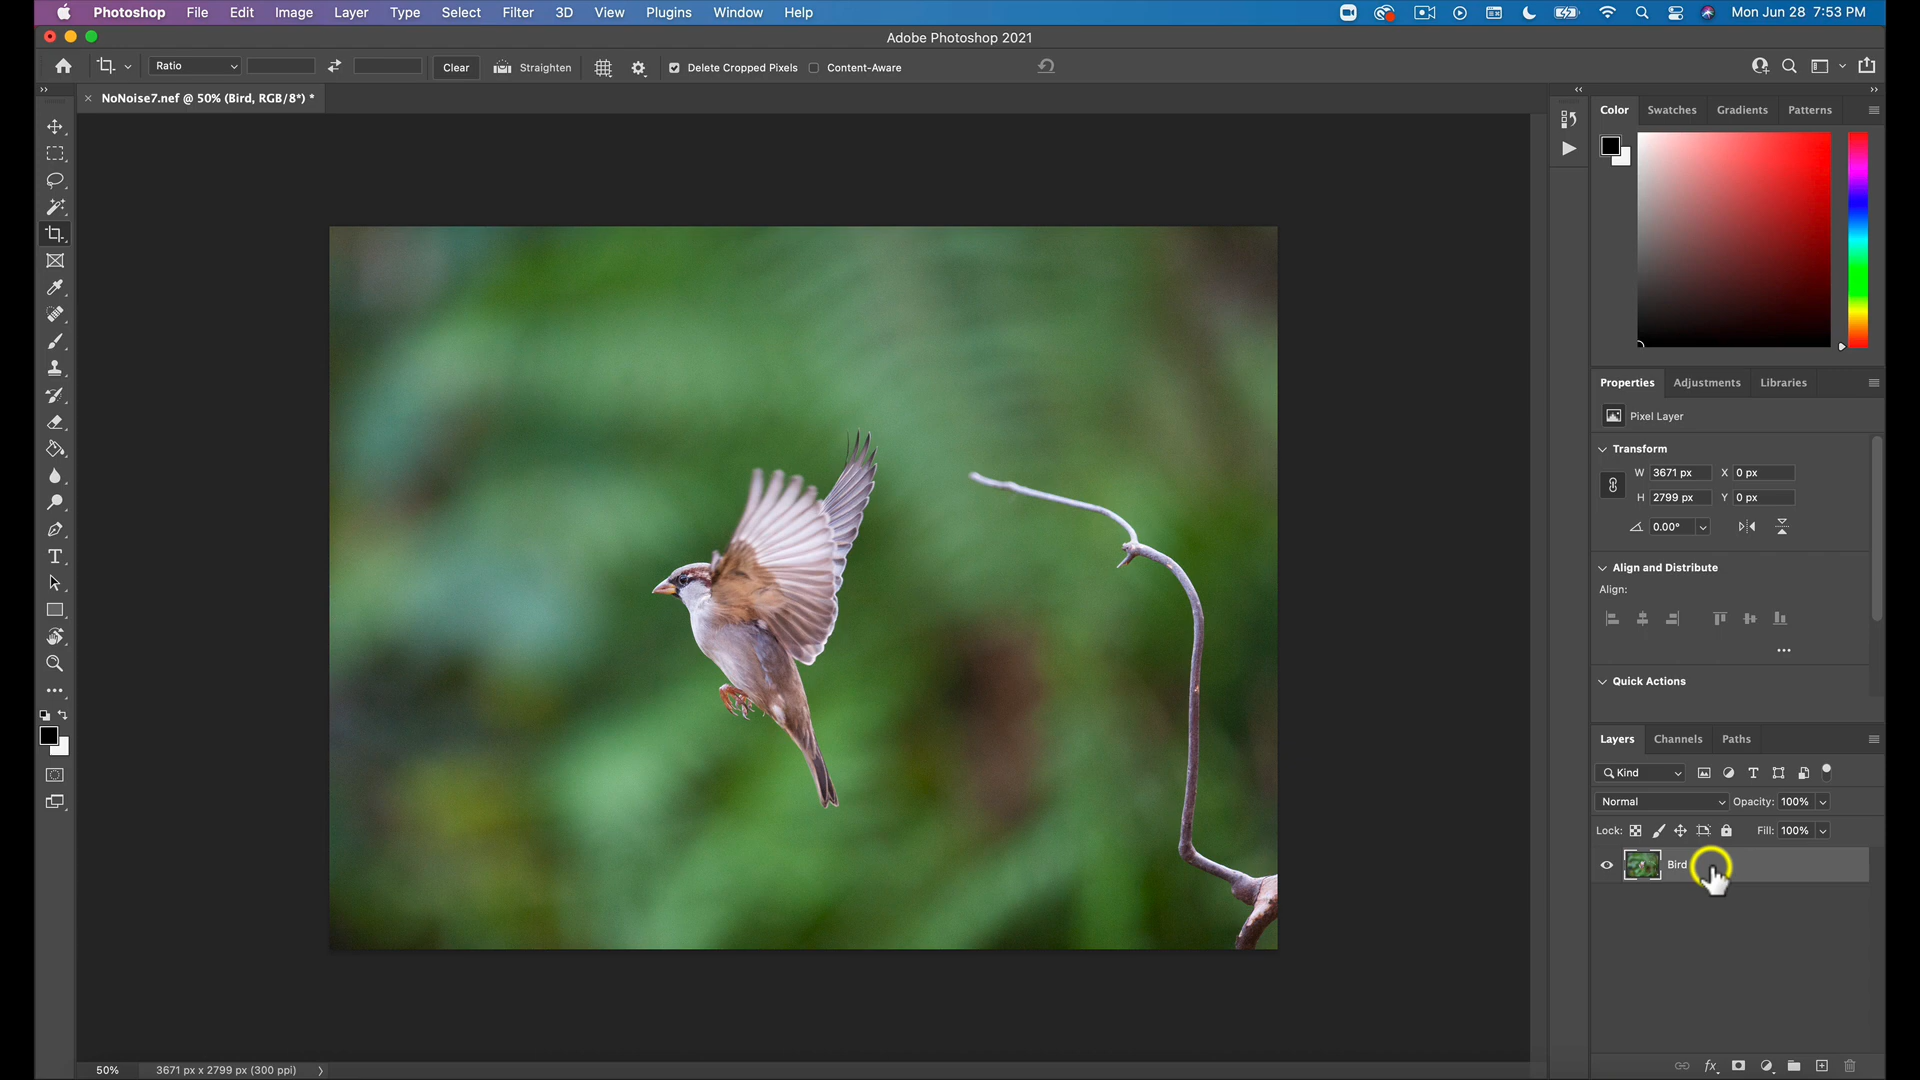 Photoshop File Edit Image Layer Type Select Filter 3D View Plugins Window Help Mon Jun 28 7:53 PM
Adobe Photoshop 2021
Ratio Clear Straighten Delete Cropped Pixels Content-Aware
NoNoise7.nef @ 50% (Bird, RGB/8*) *
Color Swatches Gradients Patterns
Properties Adjustments Libraries
Pixel Layer
Transform
W 3671 px X 0 px
H 2799 px Y 0 px
0.00°
Align and Distribute
Align:
Quick Actions
Layers Channels Paths
Kind
Normal Opacity: 100%
Lock: Fill: 100%
Bird
50% 3671 px x 2799 px (300 ppi)